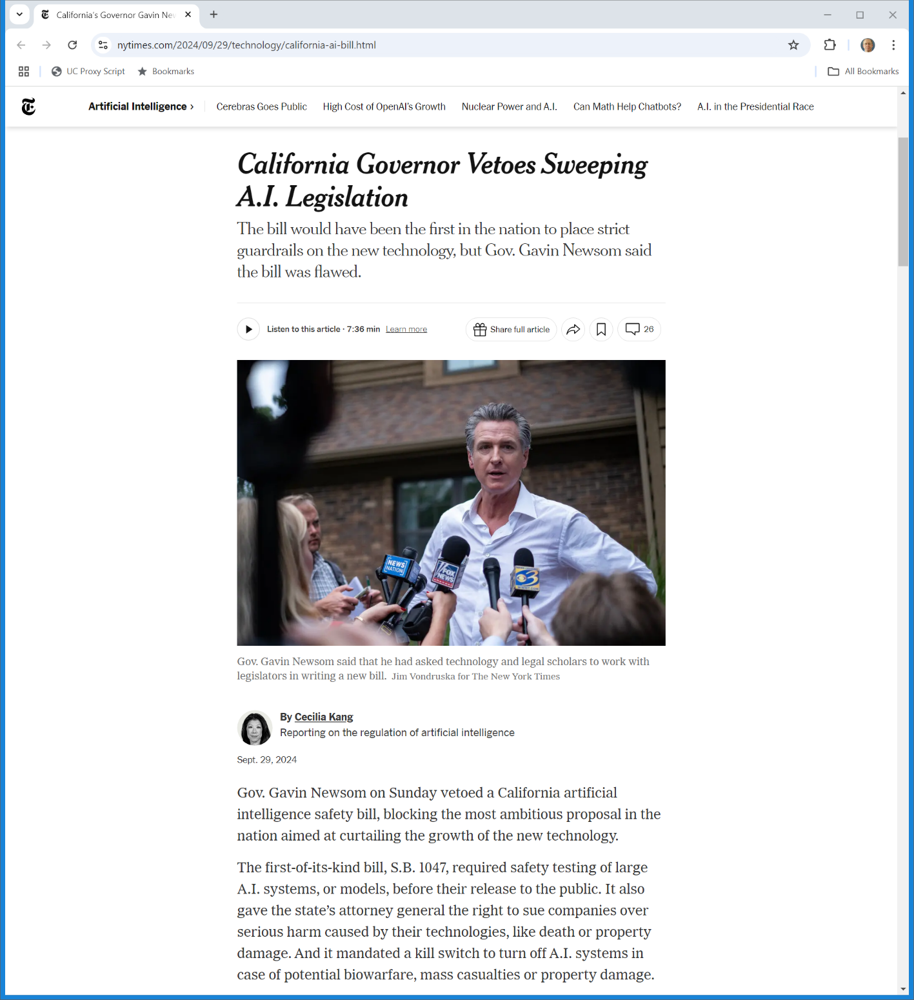 California's Governor Gavin Nev
nytimes.com/2024/09/29/technology/california-ai-bill.html
UC Proxy Script
Bookmarks
All Bookmarks
Artificial Intelligence ›
Cerebras Goes Public
High Cost of OpenAI's Growth
Nuclear Power and A.I.
Can Math Help Chatbots?
A.I. in the Presidential Race
California Governor Vetoes Sweeping
A.I. Legislation
The bill would have been the first in the nation to place strict
guardrails on the new technology, but Gov. Gavin Newsom said
the bill was flawed.
Listen to this article · 7:36 min Learn more
Share full article
26
NEWS
NATION
FOX
NEWS
channel
3
Gov. Gavin Newsom said that he had asked technology and legal scholars to work with
legislators in writing a new bill. Jim Vondruska for The New York Times
By Cecilia Kang
Reporting on the regulation of artificial intelligence
Sept. 29, 2024
Gov. Gavin Newsom on Sunday vetoed a California artificial
intelligence safety bill, blocking the most ambitious proposal in the
nation aimed at curtailing the growth of the new technology.
The first-of-its-kind bill, S.B. 1047, required safety testing of large
A.I. systems, or models, before their release to the public. It also
gave the state's attorney general the right to sue companies over
serious harm caused by their technologies, like death or property
damage. And it mandated a kill switch to turn off A.I. systems in
case of potential biowarfare, mass casualties or property damage.